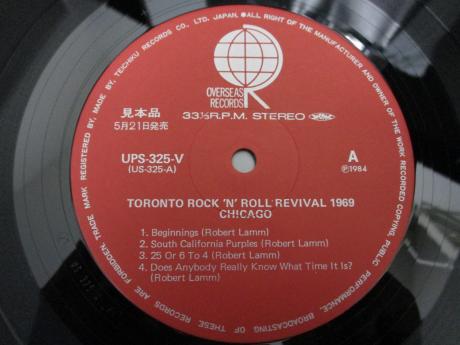 MARK REGISTERED BY, MADE BY, TEICHIKU RECORDS CO., LTD. JAPAN. ⊛ALL RIGHT OF THE MANUFACTURER AND OWNER OF THE WORK RECORDED COPYING, PUBLIC PERFORMANCE, BROADCASTING OF THESE RECORDS ARE FORBIDDEN. TRADE
OVERSEAS
RECORDS
R
見本品
5月21日発売
33⅓R.P.M. STEREO
UPS-325-V
(US-325-A)
A
Ⓟ1984
TORONTO ROCK 'N' ROLL REVIVAL 1969
CHICAGO
1. Beginnings (Robert Lamm)
2. South California Purples (Robert Lamm)
3. 25 Or 6 To 4 (Robert Lamm)
4. Does Anybody Really Know What Time It Is?
(Robert Lamm)